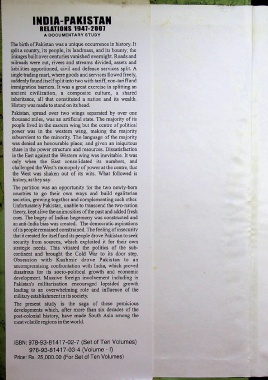 INDIA-PAKISTAN
RELATIONS 1947-2007
A DOCUMENTARY STUDY
The birth of Pakistan was a unique occurrence in history. It
split a country, its people, its landmass, and its bounty; the
linkages built over centuries vanished overnight. Roads and
railroads were cut, rivers and streams divided, assets and
liabilities apportioned, civil and defence services split. A
single trading mart, where goods and services flowed freely,
suddenly found itself split into two with tariff, non-tariff and
immigration barriers. It was a great exercise in splitting an
ancient civilization, a composite culture, a shared
inheritance, all that constituted a nation and its wealth.
History was made to stand on its head.
Pakistan, spread over two wings separated by over one
thousand miles, was an artificial state. The majority of its
people lived in the eastern wing but the centre of political
power was in the western wing, making the majority
subservient to the minority. The language of the majority
was denied an honourable place, and given an iniquitous
share in the power structure and resources. Dissatisfaction
in the East against the Western wing was inevitable. It was
only when the East consolidated its numbers, and
challenged the West's monopoly of power at the centre, that
the West was shaken out of its wits. What followed is
history, as they say.
The partition was an opportunity for the two newly-born
countries to go their own ways and build egalitarian
societies, growing together and complementing each other.
Unfortunately Pakistan, unable to transcend the two-nation
theory, kept alive the animosities of the past and added fresh
ones. The bogey of Indian hegemony was constructed and
an anti-India bias was created. The democratic aspirations
of its people remained constrained. The feeling of insecurity
that it created for itself and its people drove Pakistan to seek
security from sources, which exploited it for their own
strategic needs. This vitiated the politics of the sub-
continent and brought the Cold War to its door step.
Obsession with Kashmir drove Pakistan to an
uncompromising confrontation with India, which proved
disastrous for its socio-political growth and economic
development. Massive foreign involvement including in
Pakistan's militarization encouraged lopsided growth
leading to an overwhelming role and influence of the
military establishment in its society.
The present study is the saga of these pernicious
developments which, after more than six decades of the
post-colonial history, have made South Asia among the
most volatile regions in the world.
ISBN: 978-93-81417-02-7 (Set of Ten Volumes)
978-93-81417-03-4 (Volume - I)
Price: Rs. 25,000.00 (For Set of Ten Volumes)